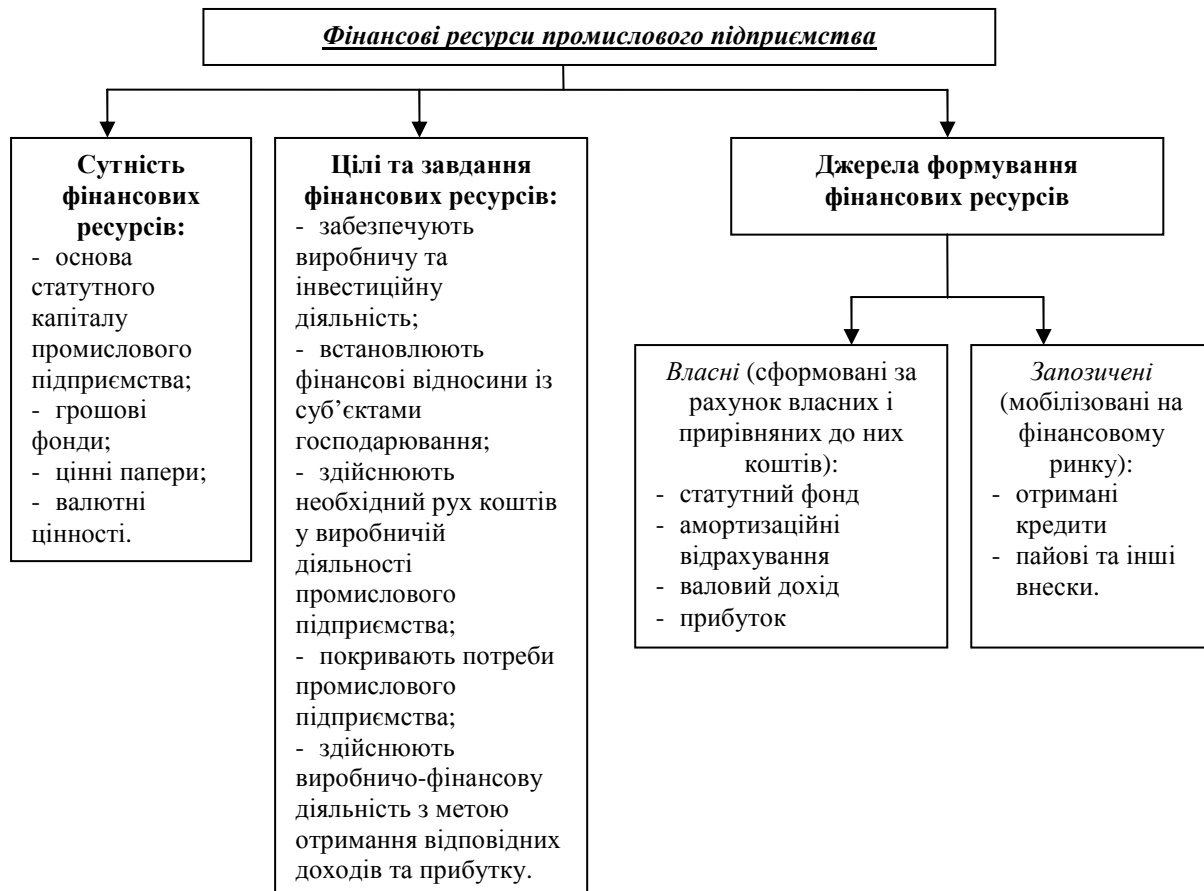 Фінансові ресурси промислового підприємства
Сутність
фінансових
ресурсів:
- основа
статутного
капіталу
промислового
підприємства;
- грошові
фонди;
- цінні папери;
- валютні
цінності.
Цілі та завдання
фінансових ресурсів:
- забезпечують
виробничу та
інвестиційну
діяльність;
- встановлюють
фінансові відносини із
суб’єктами
господарювання;
- здійснюють
необхідний рух коштів
у виробничій
діяльності
промислового
підприємства;
- покривають потреби
промислового
підприємства;
- здійснюють
виробничо-фінансову
діяльність з метою
отримання відповідних
доходів та прибутку.
Джерела формування
фінансових ресурсів
Власні (сформовані за
рахунок власних і
прирівняних до них
коштів):
- статутний фонд
- амортизаційні
відрахування
- валовий дохід
- прибуток
Запозичені
(мобілізовані на
фінансовому
ринку):
- отримані
кредити
- пайові та інші
внески.